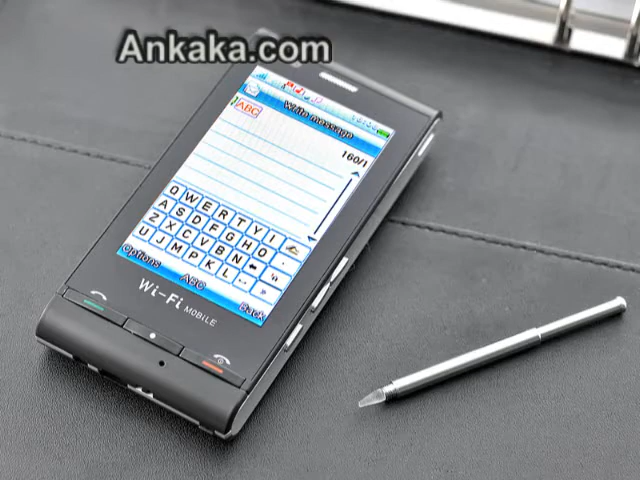 Ankaka.com
Write message
ABC
160/1
Q W E R T Y I
A S D F G H O
Z X C V B N
U J M P K L
Options ABC Back
Wi-Fi MOBILE